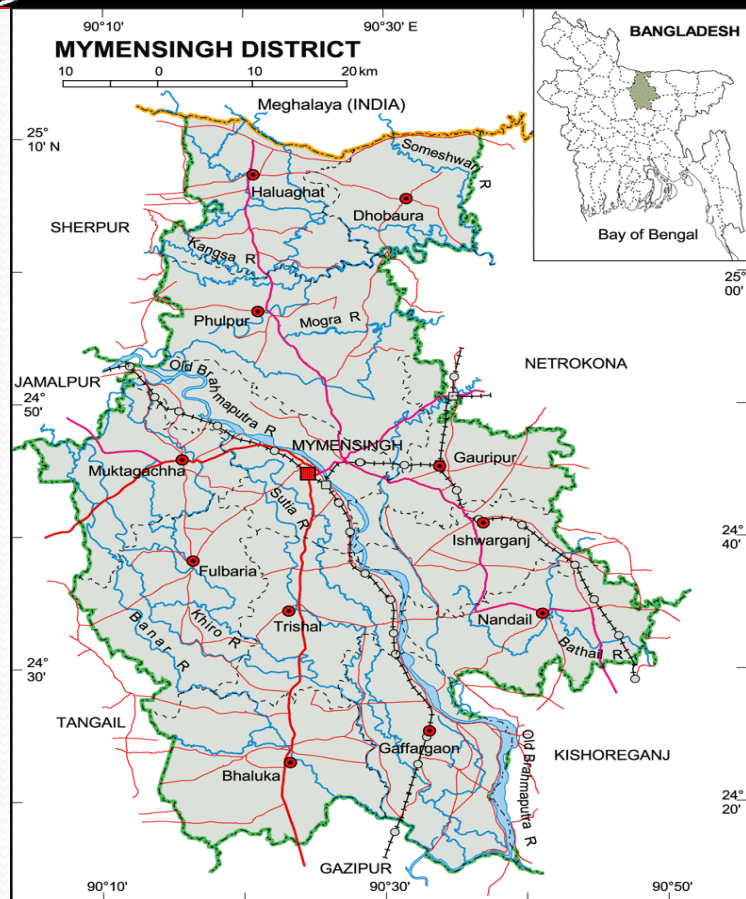 90°10'
90°30' E
MYMENSINGH DISTRICT
BANGLADESH
10 0 10 20 km
Meghalaya (INDIA)
25°
10' N
Someshwari R
Haluaghat
Dhobaura
SHERPUR
Bay of Bengal
Kangsa R
25°
00'
Phulpur
Mogra R
NETROKONA
Old Brahmaputra R
JAMALPUR
24°
50'
MYMENSINGH
Gauripur
Muktagachha
Sutia R
Ishwarganj
24°
40'
Fulbaria
Khiro R
Trishal
Nandail
Banar R
Bathail R
24°
30'
TANGAIL
Old Brahmaputra R
Gaffargaon
KISHOREGANJ
Bhaluka
24°
20'
GAZIPUR
90°10'
90°30'
90°50'